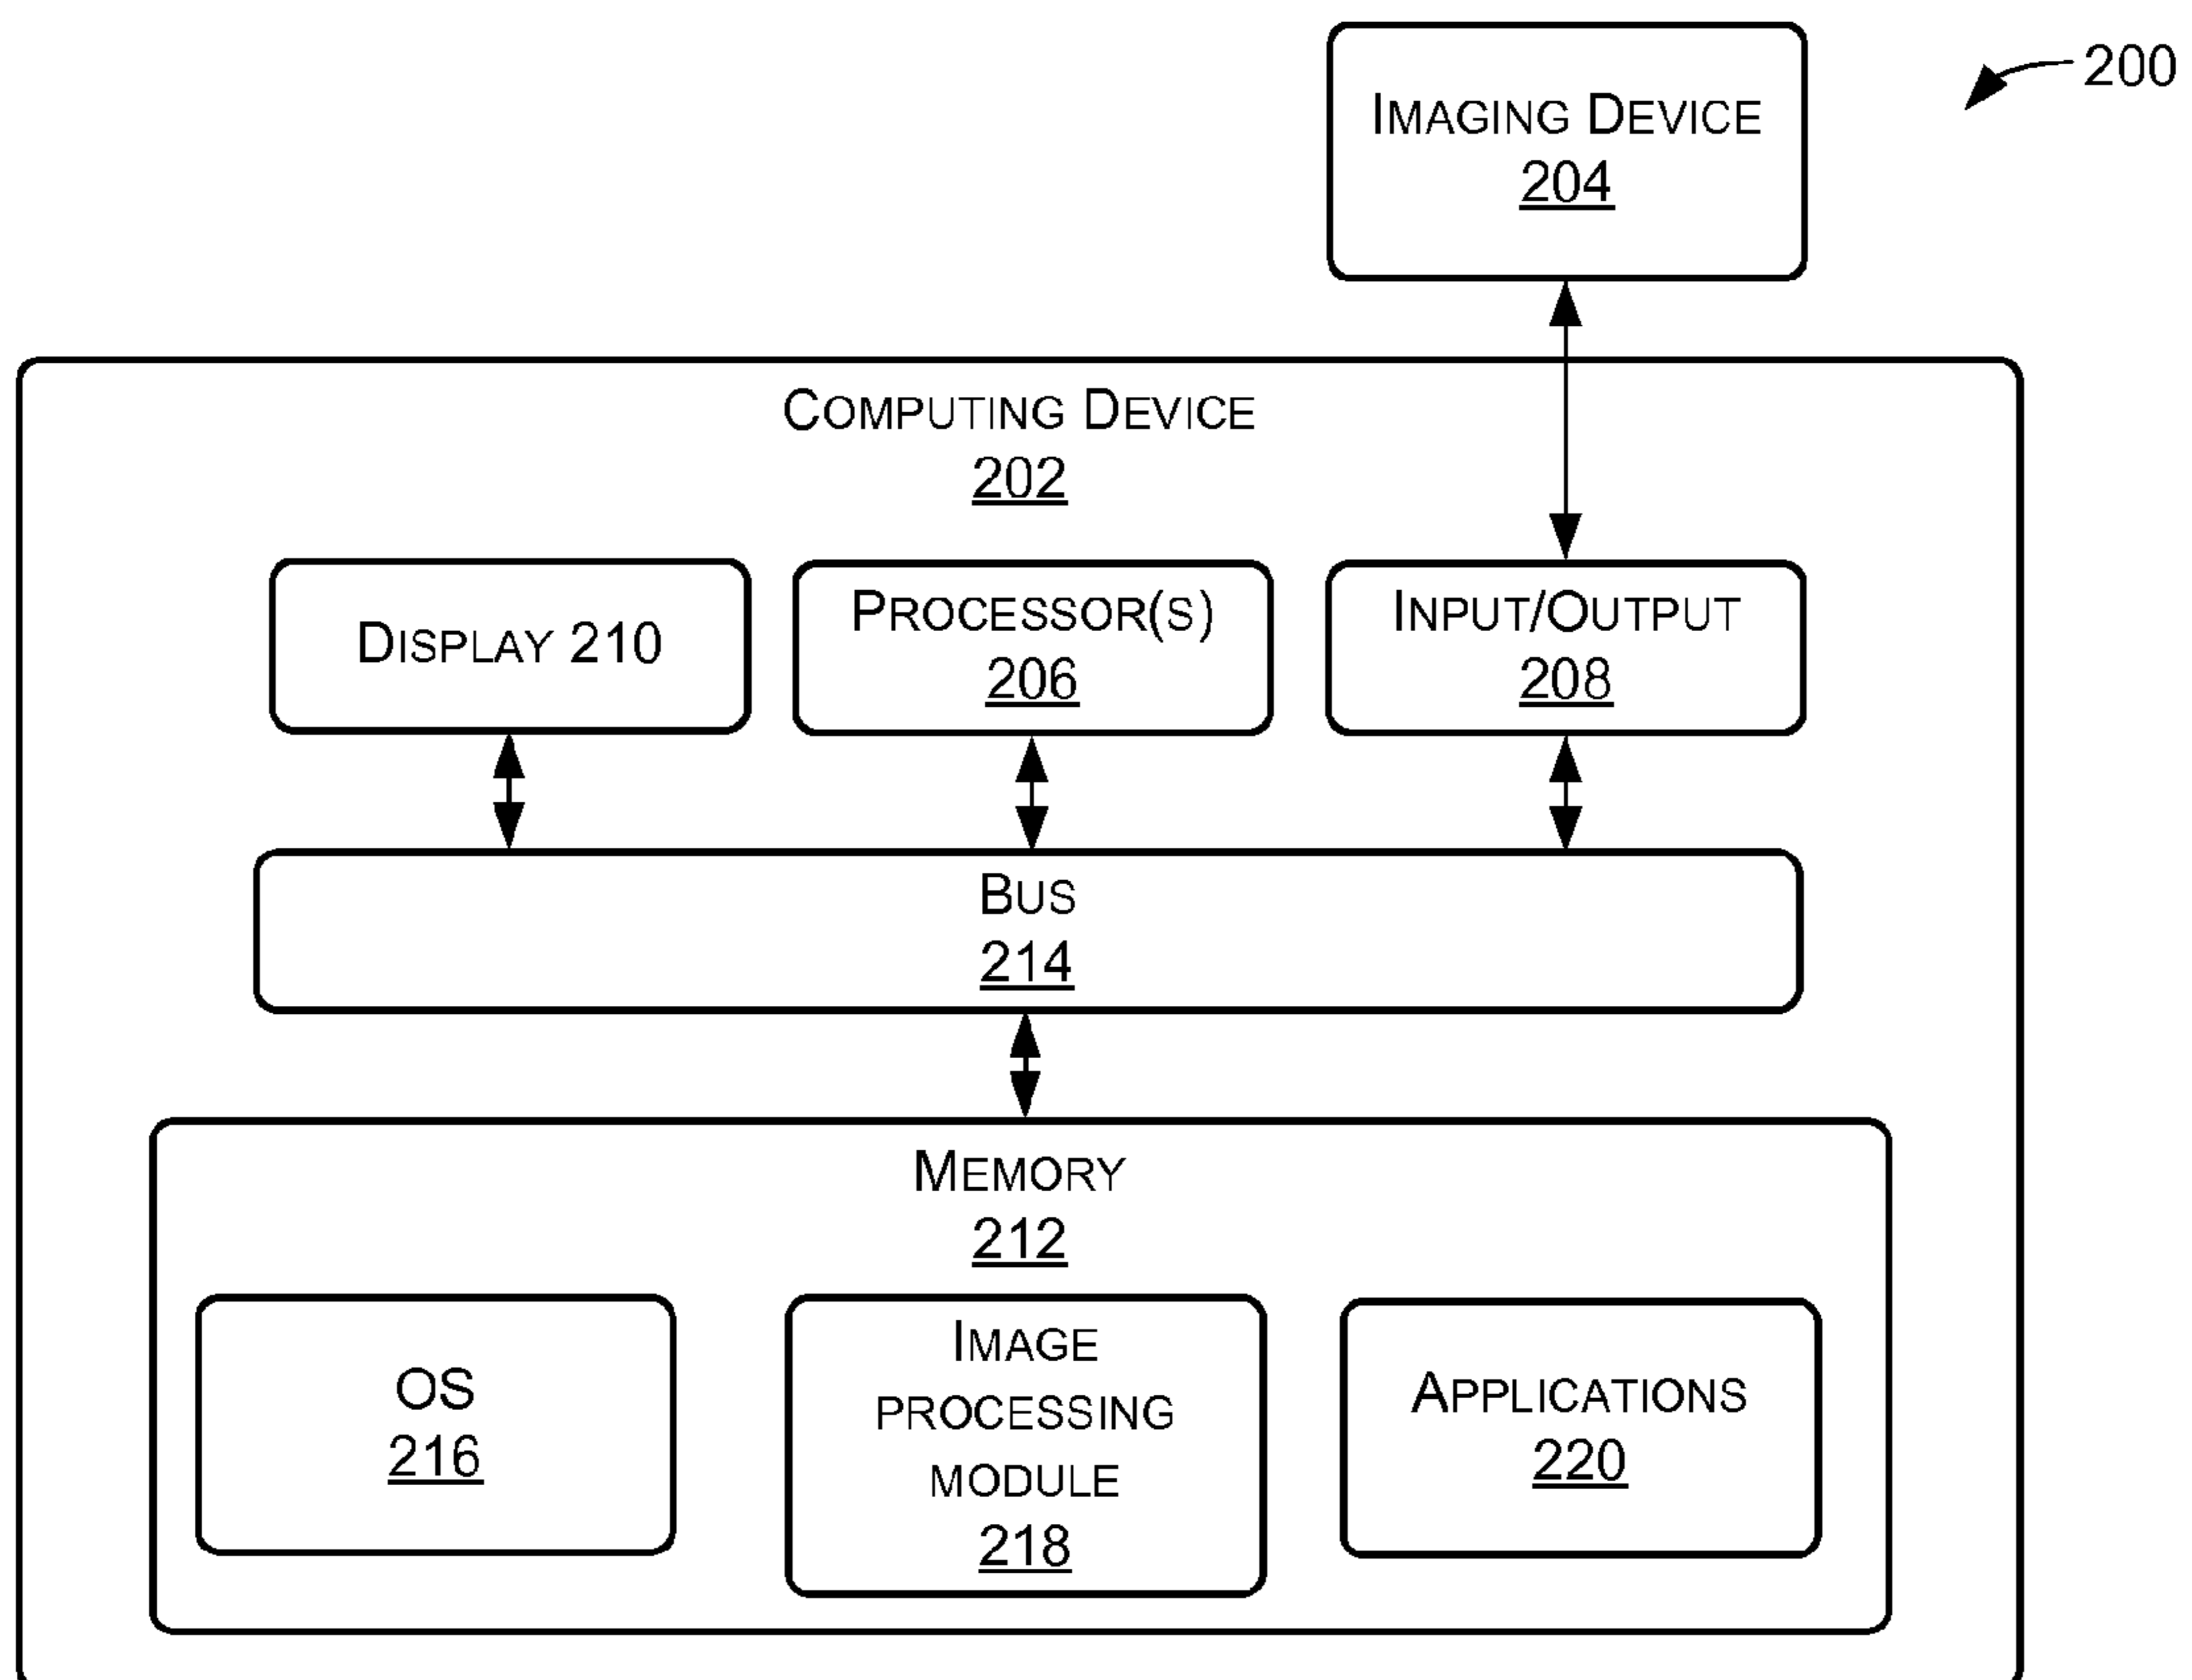 200
IMAGING DEVICE
204
COMPUTING DEVICE
202
DISPLAY 210
PROCESSOR(S)
206
INPUT/OUTPUT
208
BUS
214
MEMORY
212
OS
216
IMAGE
PROCESSING
MODULE
218
APPLICATIONS
220